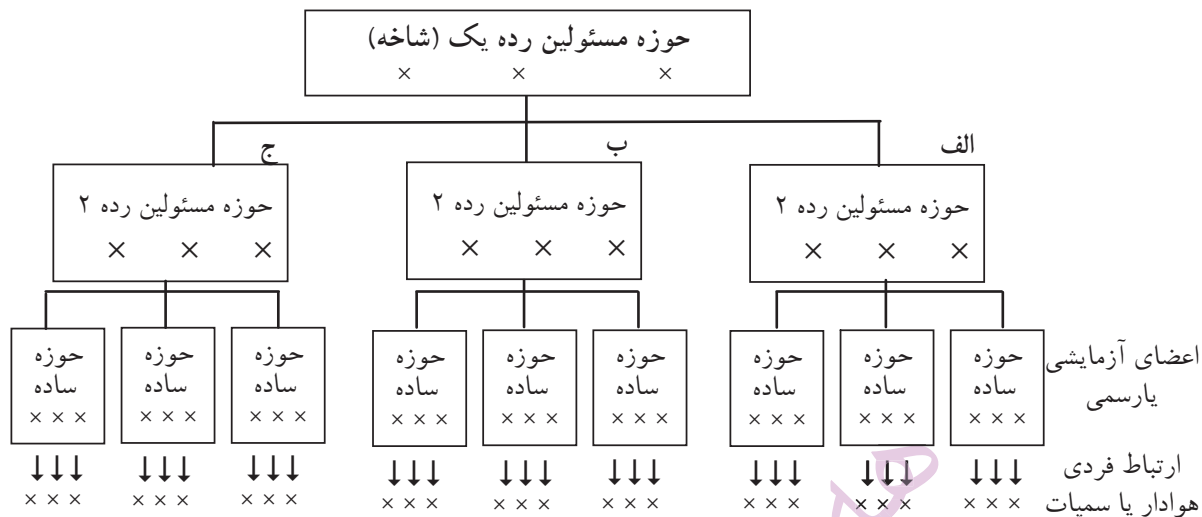 حوزه مسئولین رده یک (شاخه)
× × ×
الف
ب
ج
حوزه مسئولین رده ۲
× × ×
حوزه مسئولین رده ۲
× × ×
حوزه مسئولین رده ۲
× × ×
اعضای آزمایشی
یارسمی
حوزه
ساده
× × ×
حوزه
ساده
× × ×
حوزه
ساده
× × ×
حوزه
ساده
× × ×
حوزه
ساده
× × ×
حوزه
ساده
× × ×
حوزه
ساده
× × ×
حوزه
ساده
× × ×
حوزه
ساده
× × ×
ارتباط فردی
هوادار یا سمپات
↓↓↓ ↓↓↓ ↓↓↓ ↓↓↓ ↓↓↓ ↓↓↓ ↓↓↓ ↓↓↓ ↓↓↓
× × × × × × × × × × × × × × × × × × × × × × × × × × ×